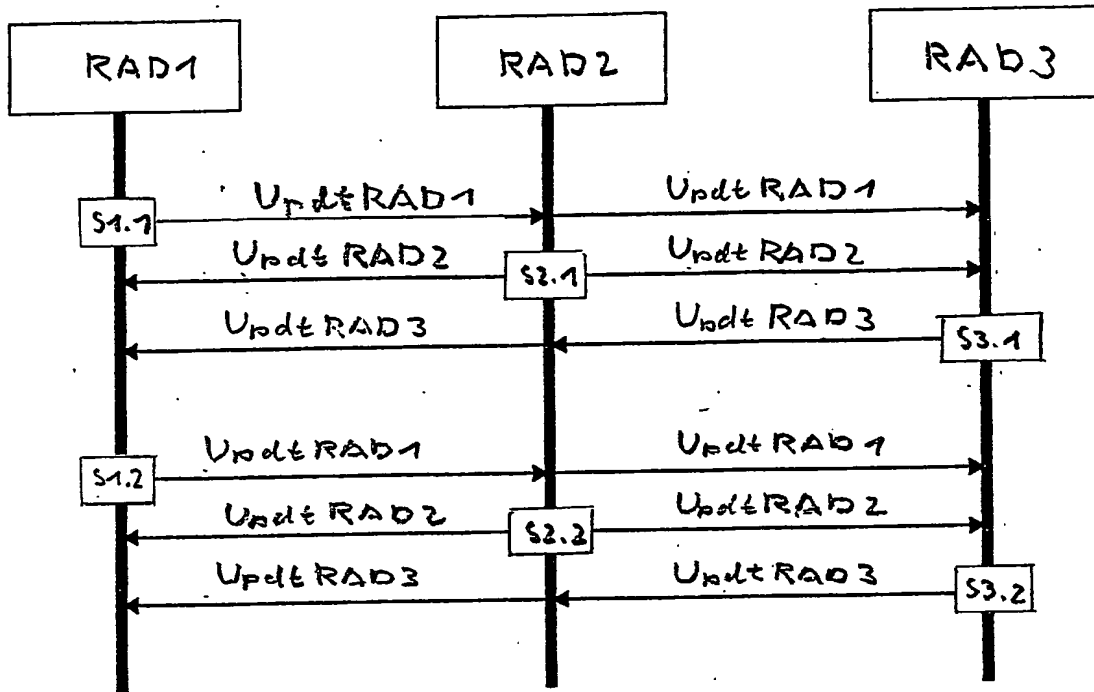 RAD1 RAD2 RAD3
UpdtRAD1 UpdtRAD1
S1.1
UpdtRAD2 UpdtRAD2
S2.1
UpdtRAD3 UpdtRAD3
S3.1
UpdtRAD1 UpdtRAD1
S1.2
UpdtRAD2 UpdtRAD2
S2.2
UpdtRAD3 UpdtRAD3
S3.2